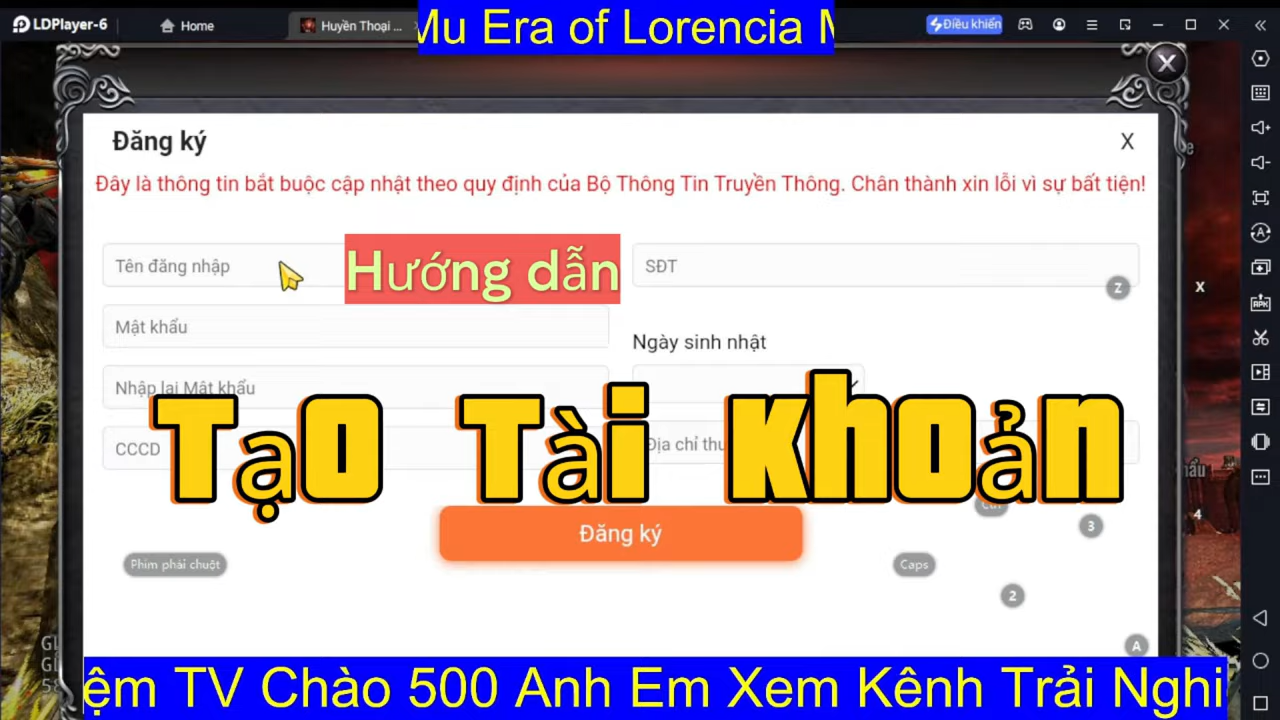 LDPlayer-6
Home
Huyền Thoại ...
Điều khiển
Mu Era of Lorencia
Đăng ký
X
Đây là thông tin bắt buộc cập nhật theo quy định của Bộ Thông Tin Truyền Thông. Chân thành xin lỗi vì sự bất tiện!
Tên đăng nhập
Hướng dẫn
SĐT
Z
X
Mật khẩu
Ngày sinh nhật
Nhập lại Mật khẩu
Tạo Tài khoản
CCCD
Địa chỉ thư
4
3
Đăng ký
Phím phải chuột
Caps
2
A
ệm TV Chào 500 Anh Em Xem Kênh Trải Nghi